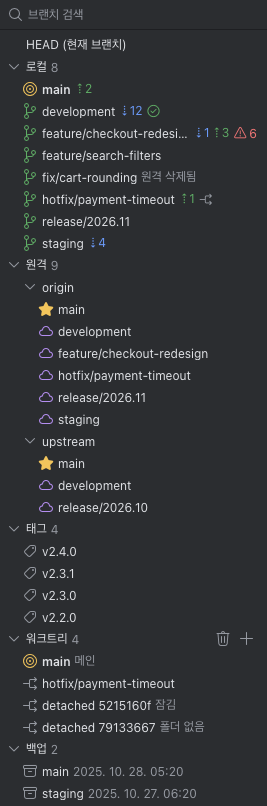 브랜치 검색
HEAD (현재 브랜치)
로컬 8
main ↑2
development ↓12
feature/checkout-redesi... ↓1 ↑3 6
feature/search-filters
fix/cart-rounding 원격 삭제됨
hotfix/payment-timeout ↑1
release/2026.11
staging ↓4
원격 9
origin
main
development
feature/checkout-redesign
hotfix/payment-timeout
release/2026.11
staging
upstream
main
development
release/2026.10
태그 4
v2.4.0
v2.3.1
v2.3.0
v2.2.0
워크트리 4
main 메인
hotfix/payment-timeout
detached 5215160f 잠김
detached 79133667 폴더 없음
백업 2
main 2025. 10. 28. 05:20
staging 2025. 10. 27. 06:20